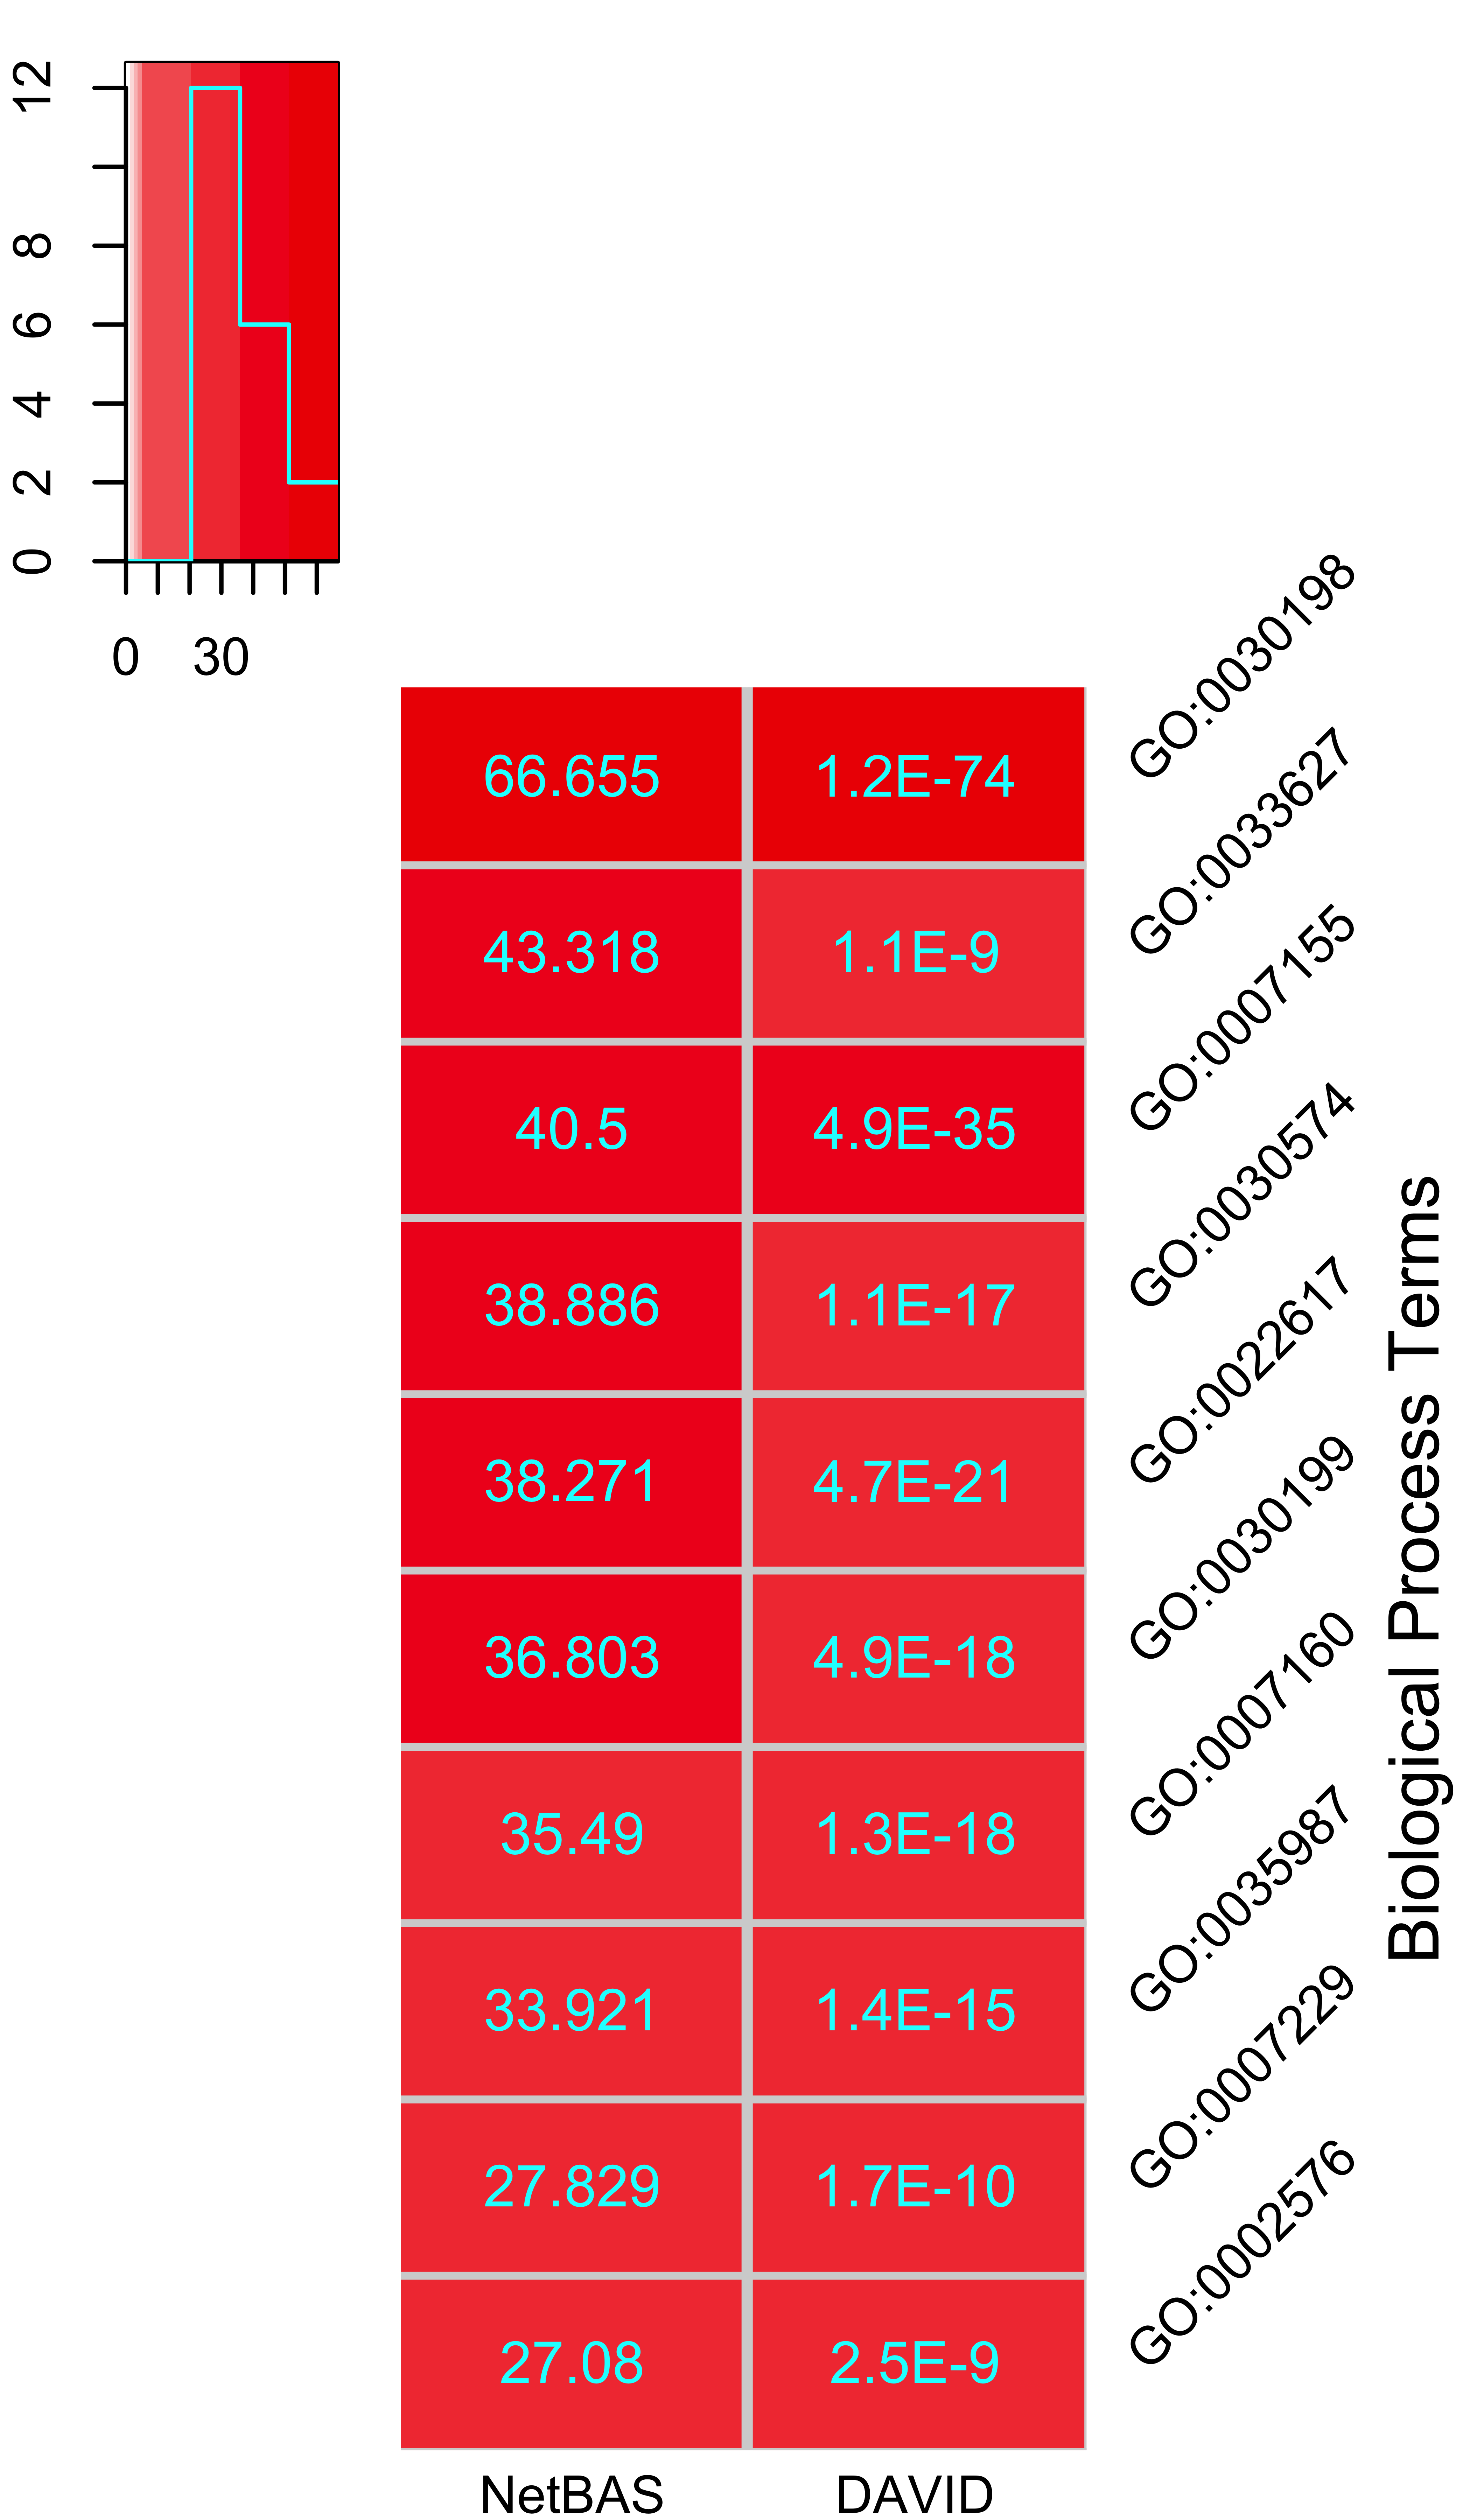 12
8
6
4
2
0
0 30
66.655 1.2E-74 GO:0030198
43.318 1.1E-9 GO:0033627
40.5 4.9E-35 GO:0007155
38.886 1.1E-17 GO:0030574
38.271 4.7E-21 GO:0022617
36.803 4.9E-18 GO:0030199
35.49 1.3E-18 GO:0007160
33.921 1.4E-15 GO:0035987
27.829 1.7E-10 GO:0007229
27.08 2.5E-9 GO:0002576
Biological Process Terms
NetBAS DAVID